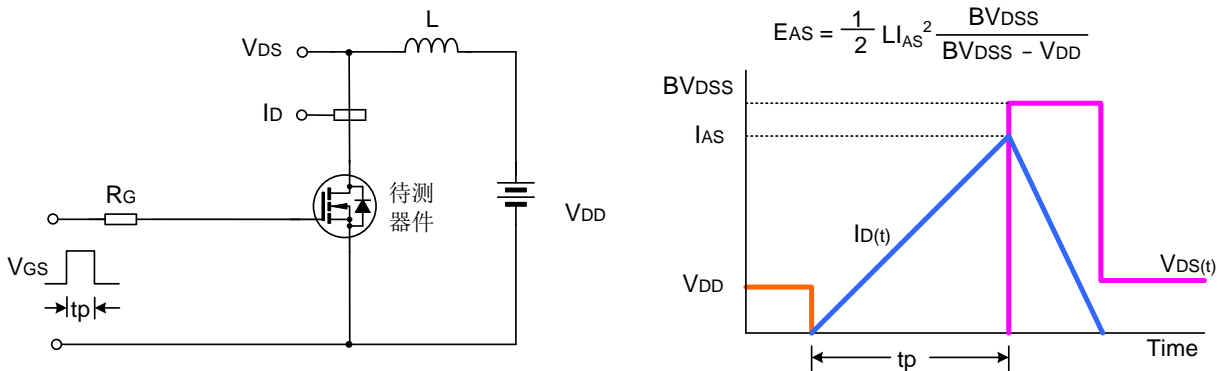 VDS
L
ID
RG
待测
器件
VDD
VGS
tp
EAS = 1/2 LIAS² BVDSS/(BVDSS – VDD)
BVDSS
IAS
ID(t)
VDD
VDS(t)
Time
tp